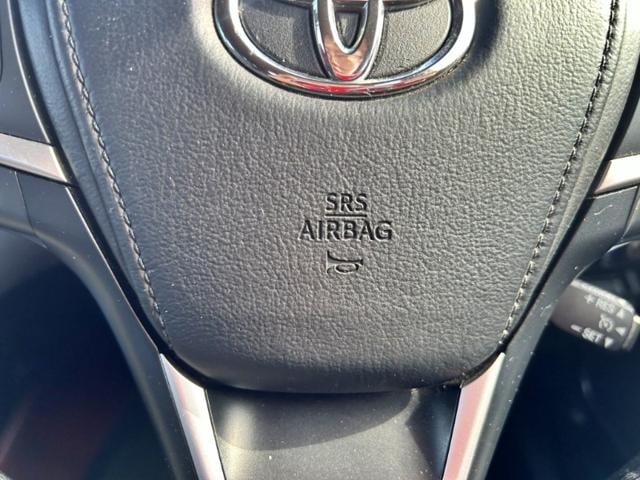 SRS
AIRBAG
+ RES ▲
− SET ▼